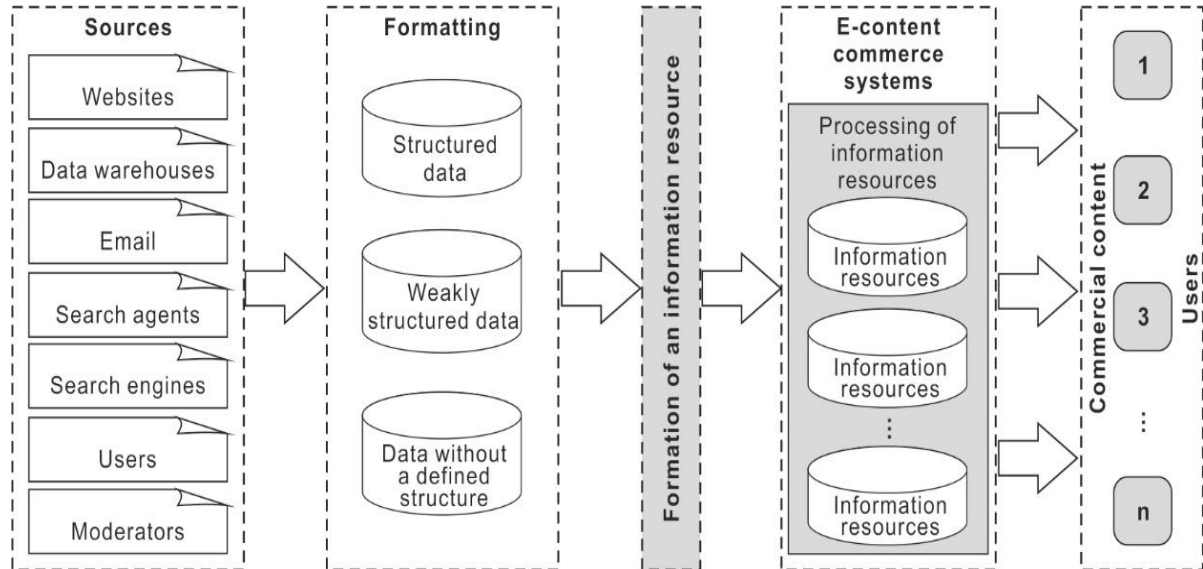 Sources
Websites
Data warehouses
Email
Search agents
Search engines
Users
Moderators
Formatting
Structured
data
Weakly
structured data
Data without
a defined
structure
Formation of an information resource
E-content
commerce
systems
Processing of
information
resources
Information
resources
Information
resources
⋮
Information
resources
Commercial content
1
2
3
⋮
n
Users